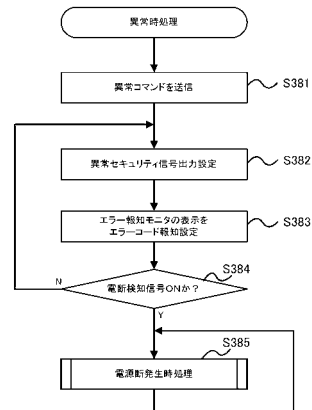 異常時処理
異常コマンドを送信
S381
異常セキュリティ信号出力設定
S382
エラー報知モニタの表示を
エラーコード報知設定
S383
S384
電断検知信号ONか?
N
Y
S385
電源断発生時処理